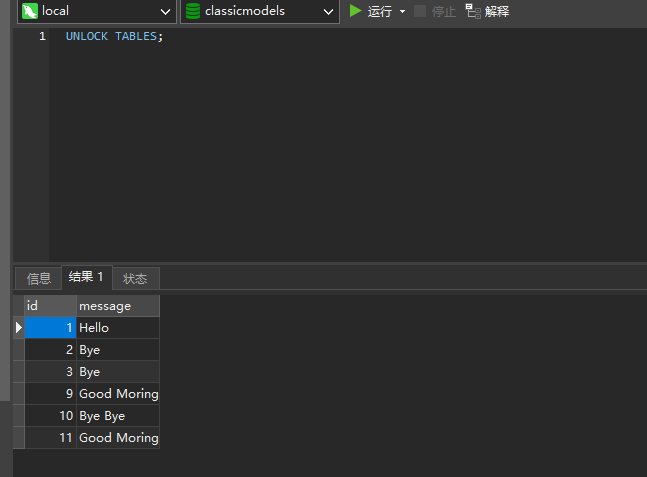 local classicmodels 运行 停止 解释
1 UNLOCK TABLES;
信息 结果 1 状态
id message
1 Hello
2 Bye
3 Bye
9 Good Moring
10 Bye Bye
11 Good Moring